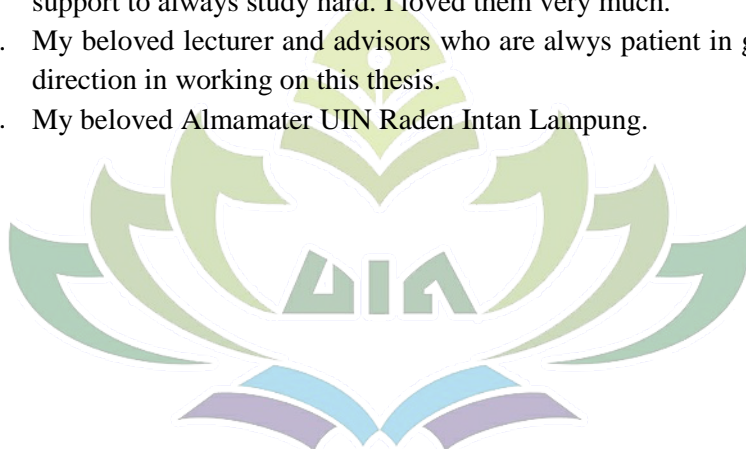 support to always study hard. I loved them very much.
. My beloved lecturer and advisors who are alwys patient in
direction in working on this thesis.
. My beloved Almamater UIN Raden Intan Lampung.
UIN